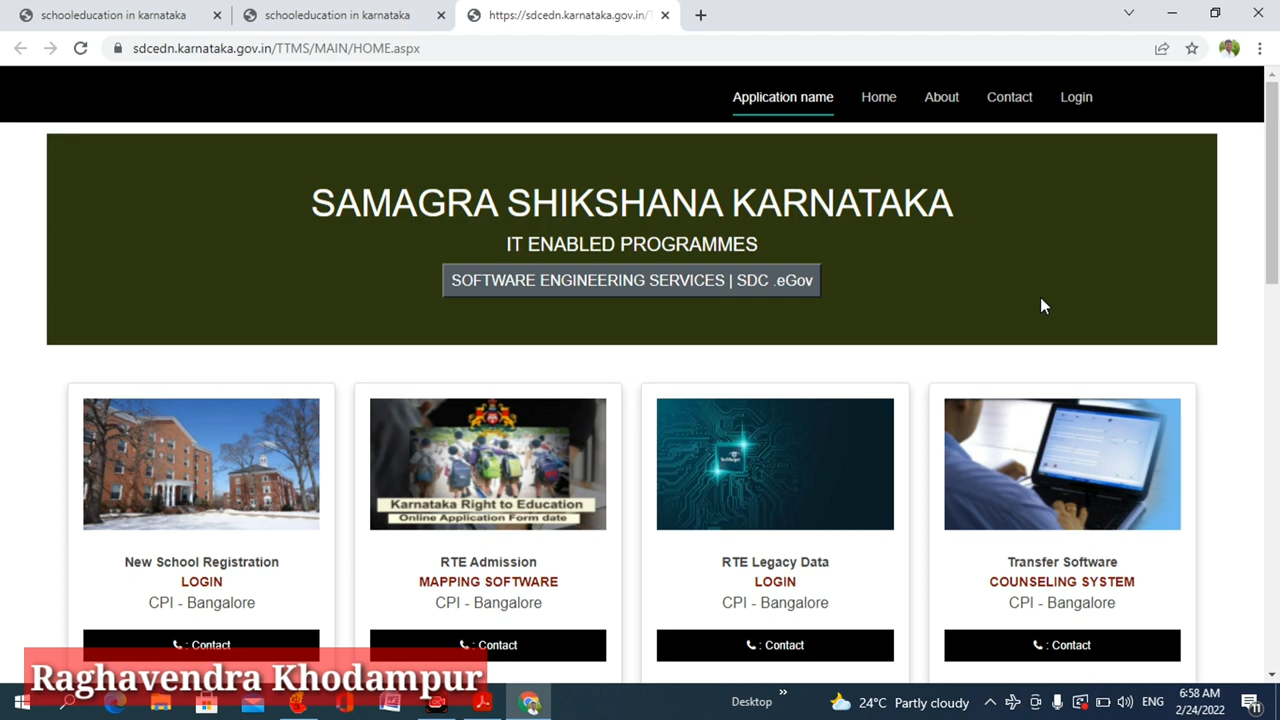 schooleducation in karnataka
schooleducation in karnataka
https://sdcedn.karnataka.gov.in/T
sdcedn.karnataka.gov.in/TTMS/MAIN/HOME.aspx
Application name
Home
About
Contact
Login
SAMAGRA SHIKSHANA KARNATAKA
IT ENABLED PROGRAMMES
SOFTWARE ENGINEERING SERVICES | SDC .eGov
Karnataka Right to Education
Online Application Form date
New School Registration
LOGIN
CPI - Bangalore
: Contact
RTE Admission
MAPPING SOFTWARE
CPI - Bangalore
: Contact
RTE Legacy Data
LOGIN
CPI - Bangalore
: Contact
Transfer Software
COUNSELING SYSTEM
CPI - Bangalore
: Contact
Raghavendra Khodampur
Desktop
24°C Partly cloudy
ENG
6:58 AM
2/24/2022